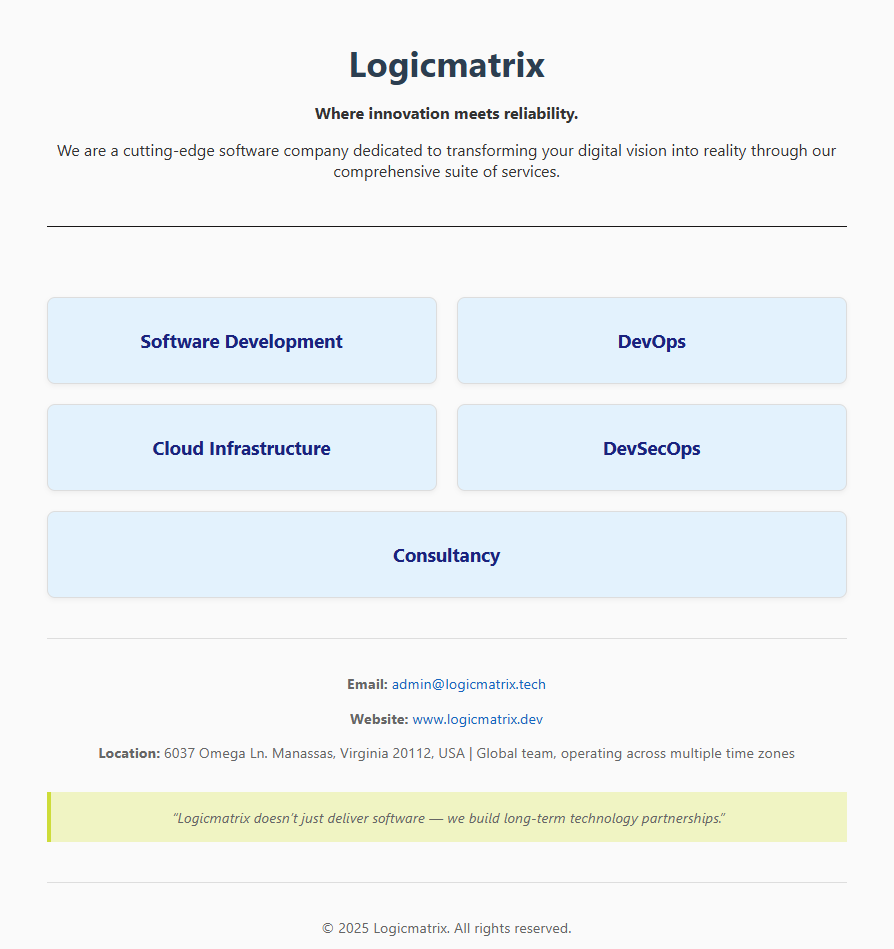 Logicmatrix
Where innovation meets reliability.
We are a cutting-edge software company dedicated to transforming your digital vision into reality through our
comprehensive suite of services.
Software Development
DevOps
Cloud Infrastructure
DevSecOps
Consultancy
Email: admin@logicmatrix.tech
Website: www.logicmatrix.dev
Location: 6037 Omega Ln. Manassas, Virginia 20112, USA | Global team, operating across multiple time zones
“Logicmatrix doesn’t just deliver software — we build long-term technology partnerships.”
© 2025 Logicmatrix. All rights reserved.